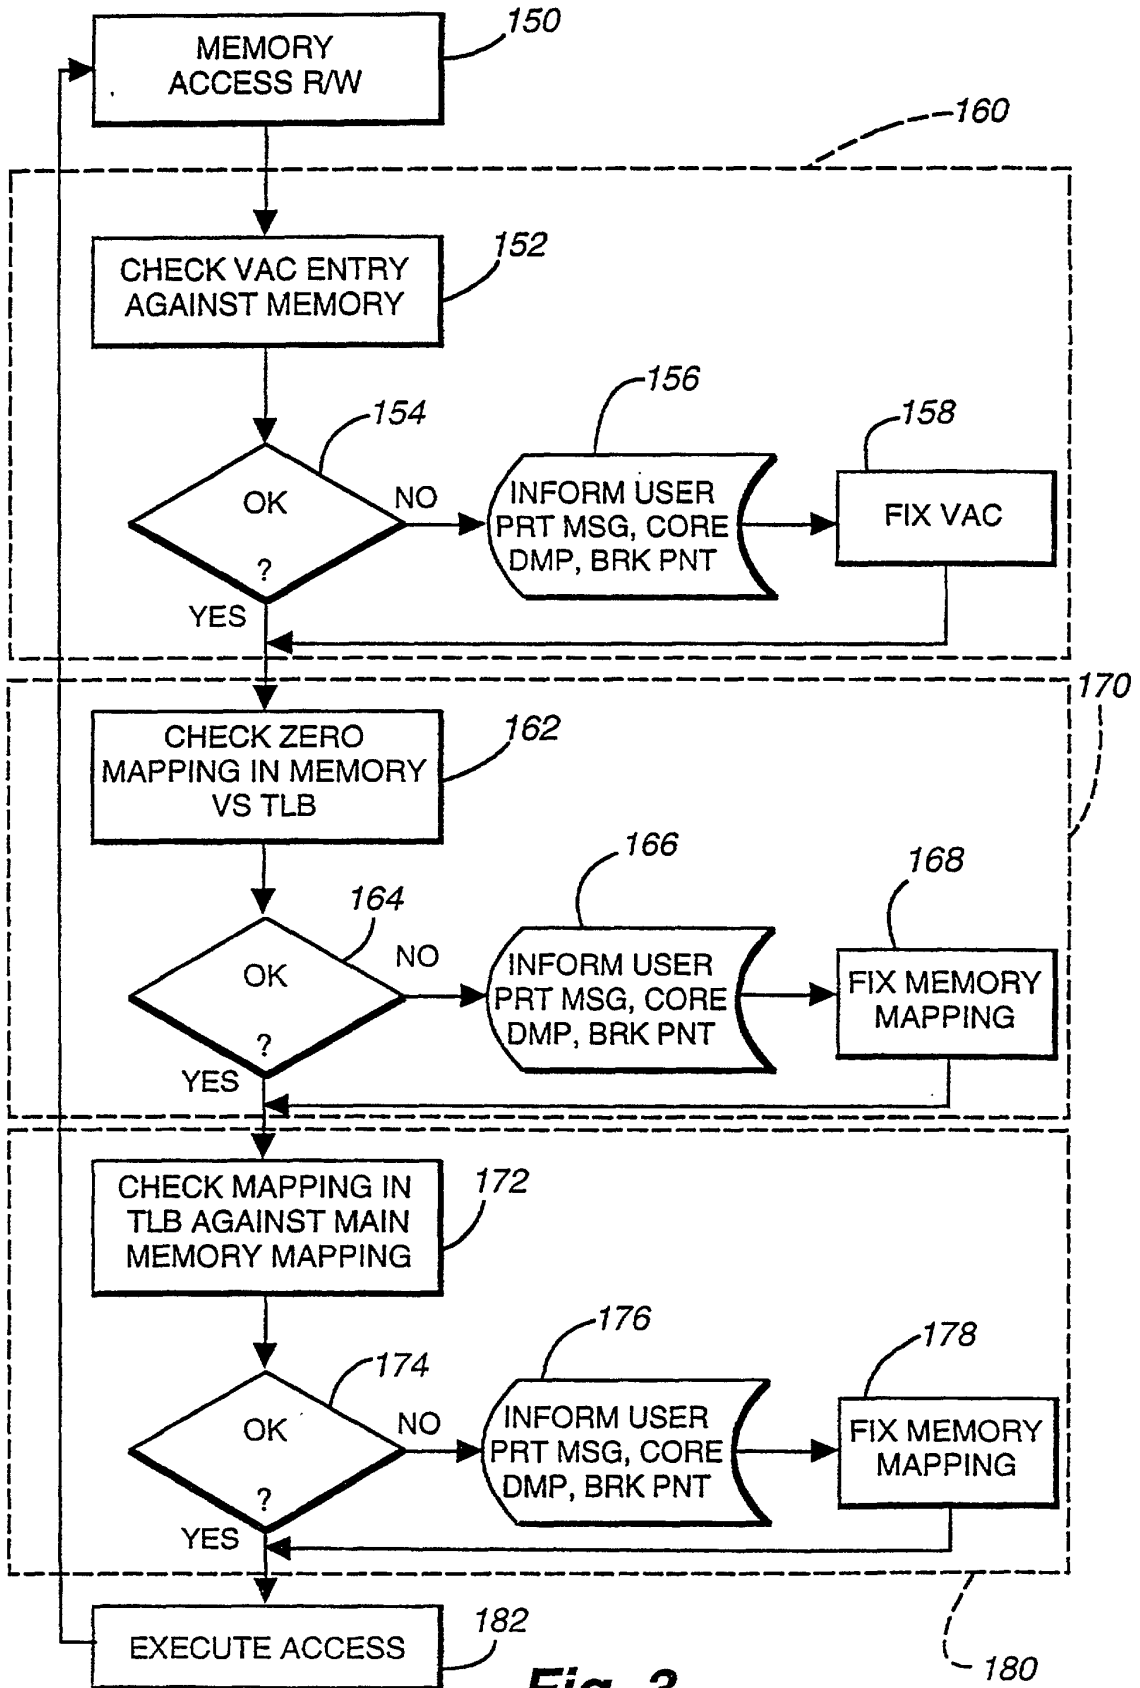 150
MEMORY
ACCESS R/W
160
152
CHECK VAC ENTRY
AGAINST MEMORY
156
154
158
OK
?
NO
INFORM USER
PRT MSG, CORE
DMP, BRK PNT
FIX VAC
YES
170
162
CHECK ZERO
MAPPING IN MEMORY
VS TLB
166
168
164
OK
?
NO
INFORM USER
PRT MSG, CORE
DMP, BRK PNT
FIX MEMORY
MAPPING
YES
172
CHECK MAPPING IN
TLB AGAINST MAIN
MEMORY MAPPING
176
178
174
OK
?
NO
INFORM USER
PRT MSG, CORE
DMP, BRK PNT
FIX MEMORY
MAPPING
YES
182
EXECUTE ACCESS
180
Fig.